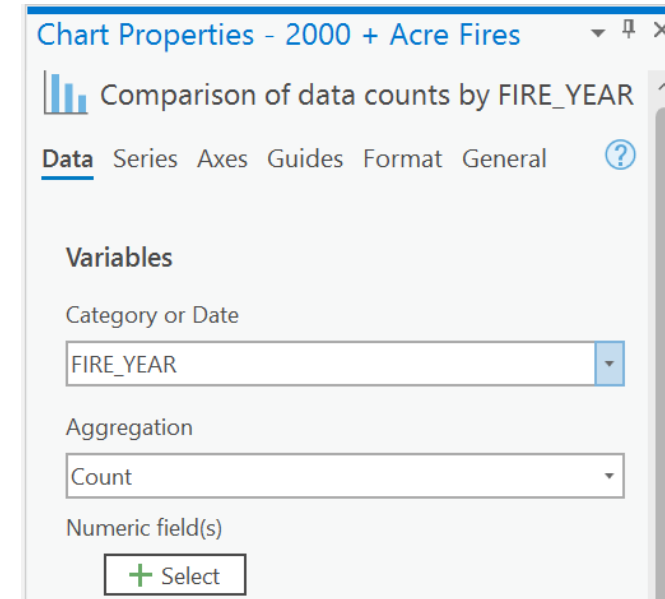 Chart Properties - 2000 + Acre Fires
Comparison of data counts by FIRE_YEAR
Data Series Axes Guides Format General ?
Variables
Category or Date
FIRE_YEAR
Aggregation
Count
Numeric field(s)
+ Select